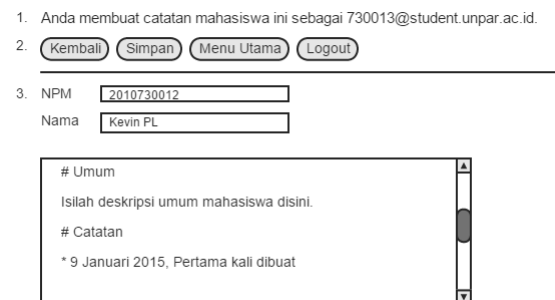 1. Anda membuat catatan mahasiswa ini sebagai 730013@student.unpar.ac.id.
2. Kembali Simpan Menu Utama Logout
3. NPM 2010730012
Nama Kevin PL
# Umum
Isilah deskripsi umum mahasiswa disini.
# Catatan
* 9 Januari 2015, Pertama kali dibuat